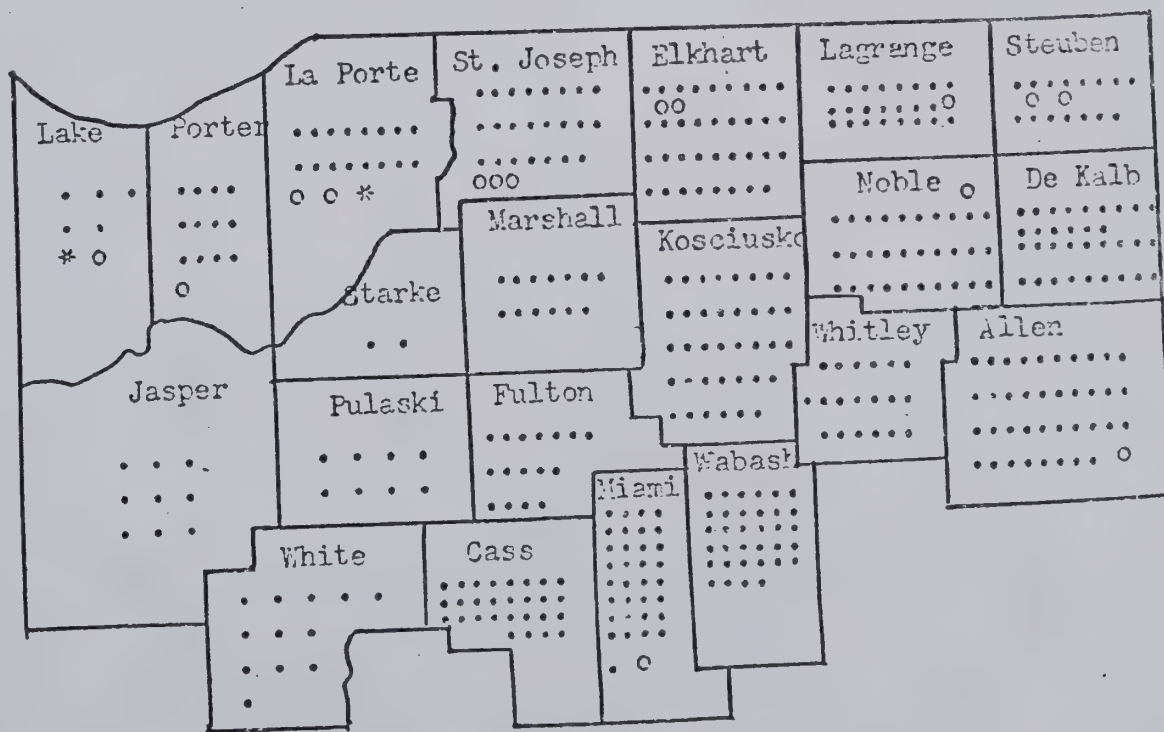 La Porte
St. Joseph
Elkhart
Lagrange
Steuben
Lake
Porter
Noble
De Kalb
Marshall
Kosciusko
Starke
Whitley
Allen
Jasper
Pulaski
Fulton
Miami
Wabash
White
Cass